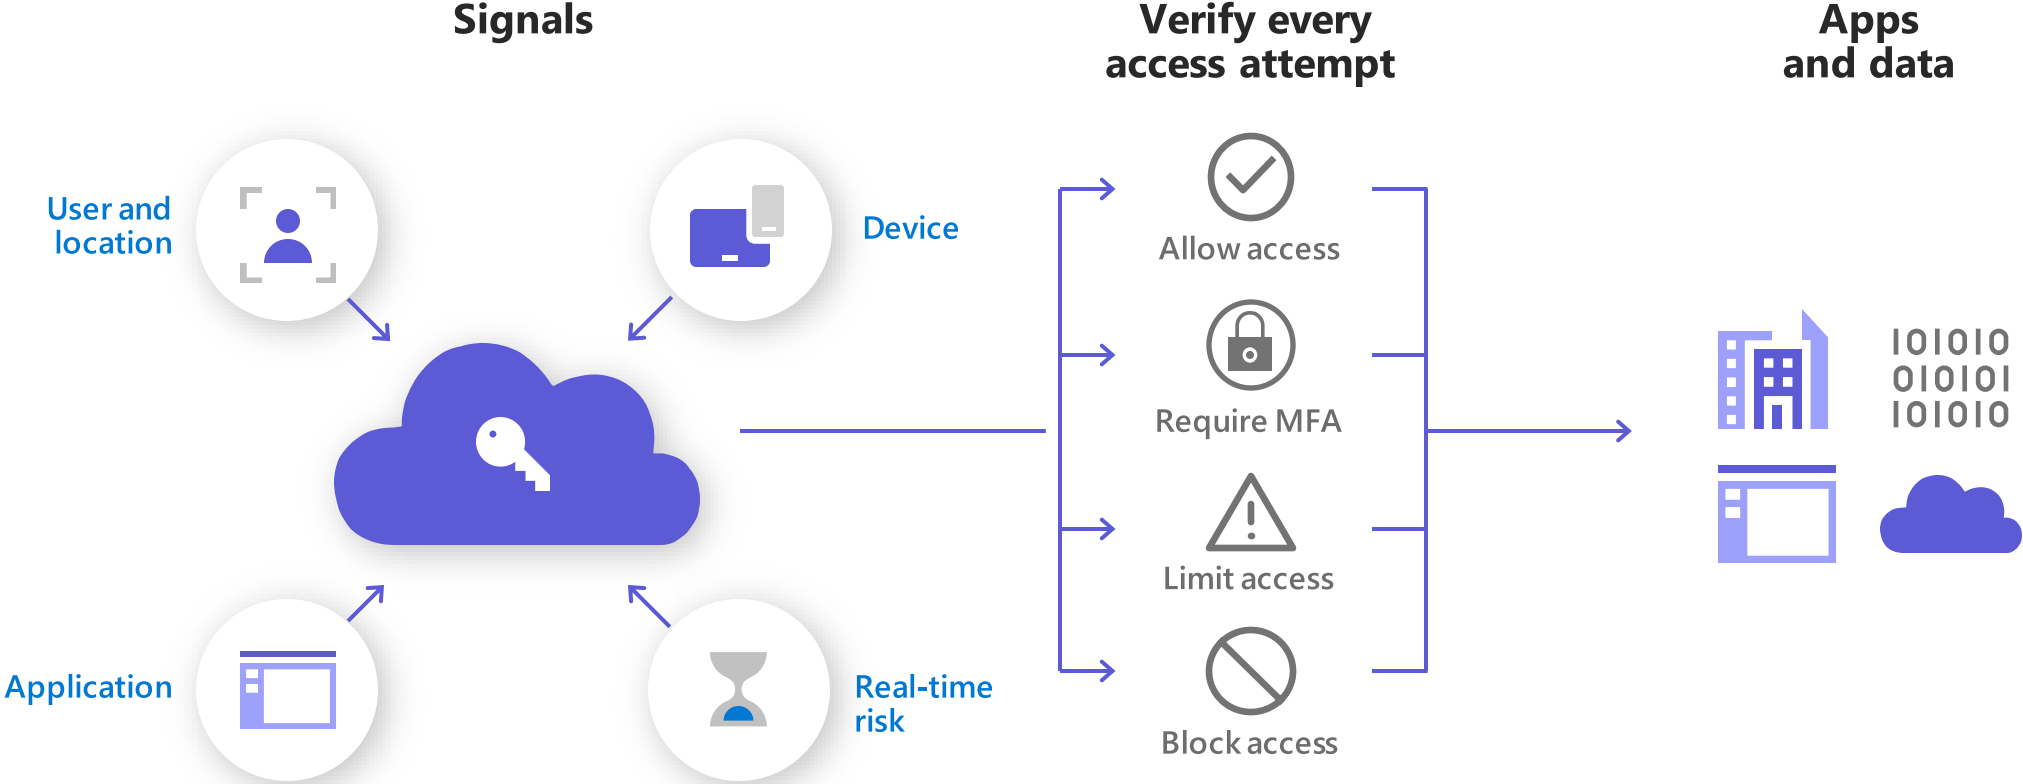 Signals
Verify every
access attempt
Apps
and data
User and
location
Device
Application
Real-time
risk
Allow access
Require MFA
Limit access
Block access
101010
010101
101010